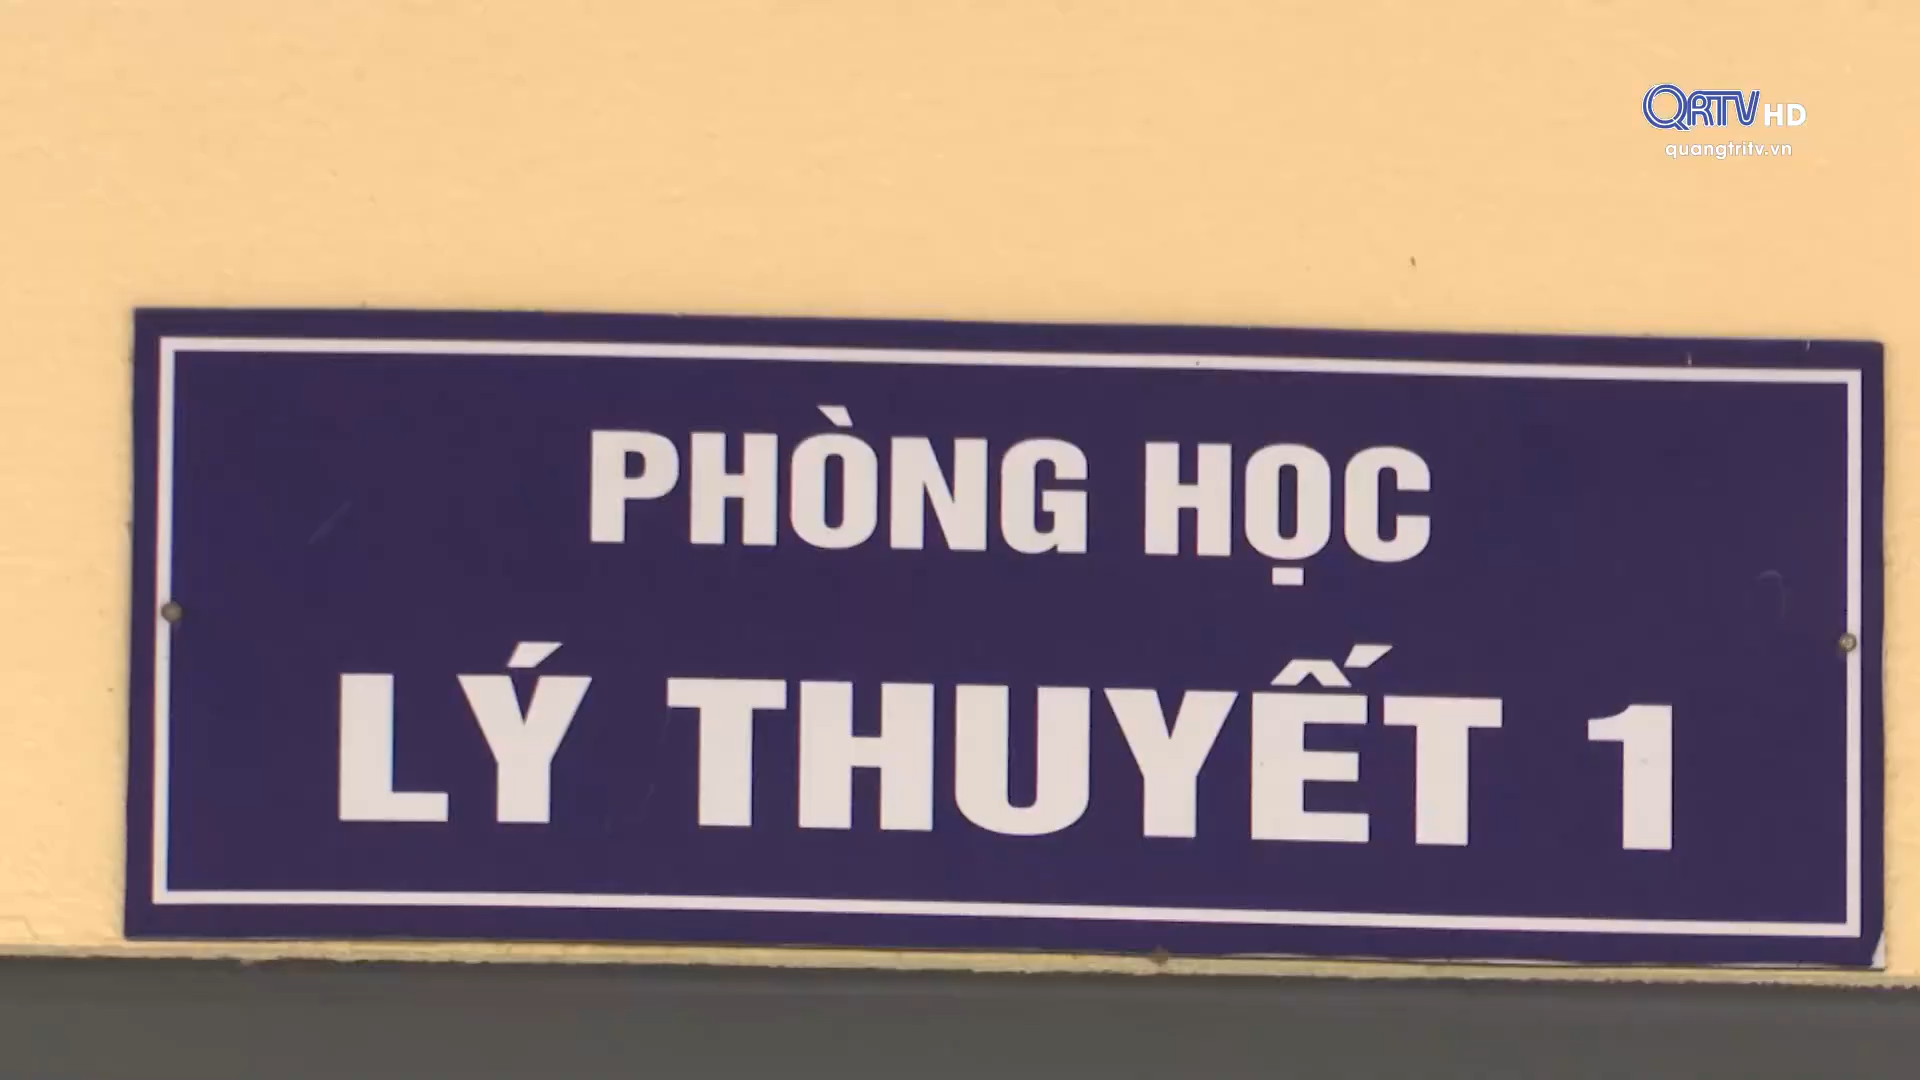 QRTV HD
quangtritv.vn
PHÒNG HỌC
LÝ THUYẾT 1